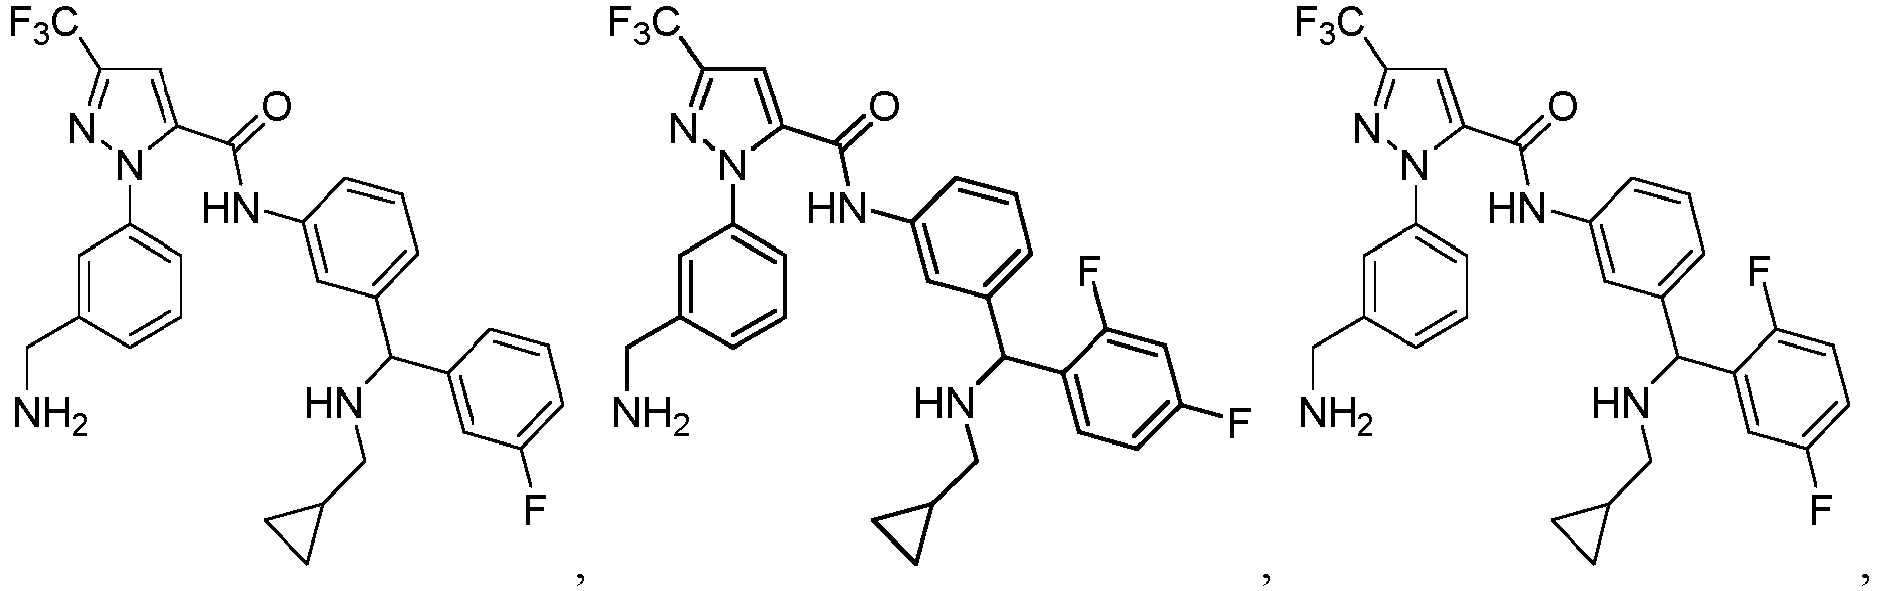 F3C F3C F3C
O O O
N N N
N N N
HN HN HN
F F
NH2 HN NH2 HN F NH2 HN
F F
, , ,